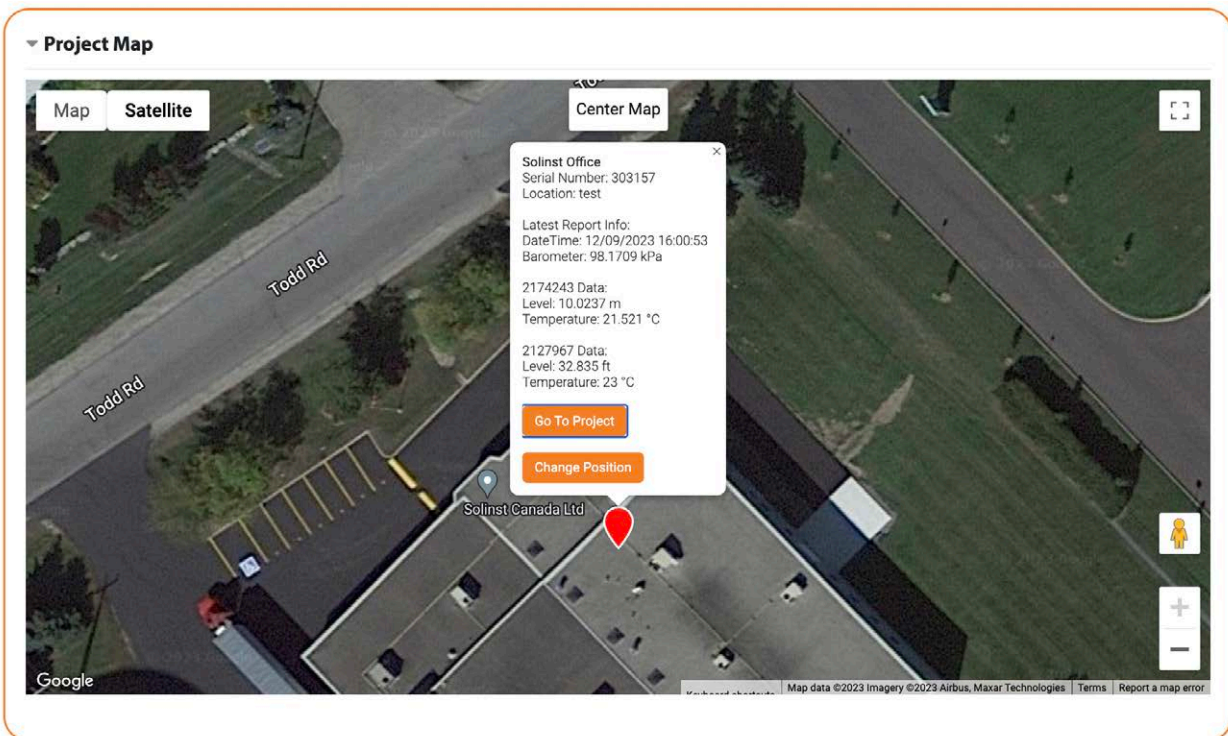 Project Map
Map
Satellite
Center Map
Solinst Office
Serial Number: 303157
Location: test
Latest Report Info:
DateTime: 12/09/2023 16:00:53
Barometer: 98.1709 kPa
2174243 Data:
Level: 10.0237 m
Temperature: 21.521 °C
2127967 Data:
Level: 32.835 ft
Temperature: 23 °C
Go To Project
Change Position
Todd Rd
Todd Rd
Solinst Canada Ltd
Google
Keyboard shortcuts
Map data ©2023 Imagery ©2023 Airbus, Maxar Technologies
Terms
Report a map error